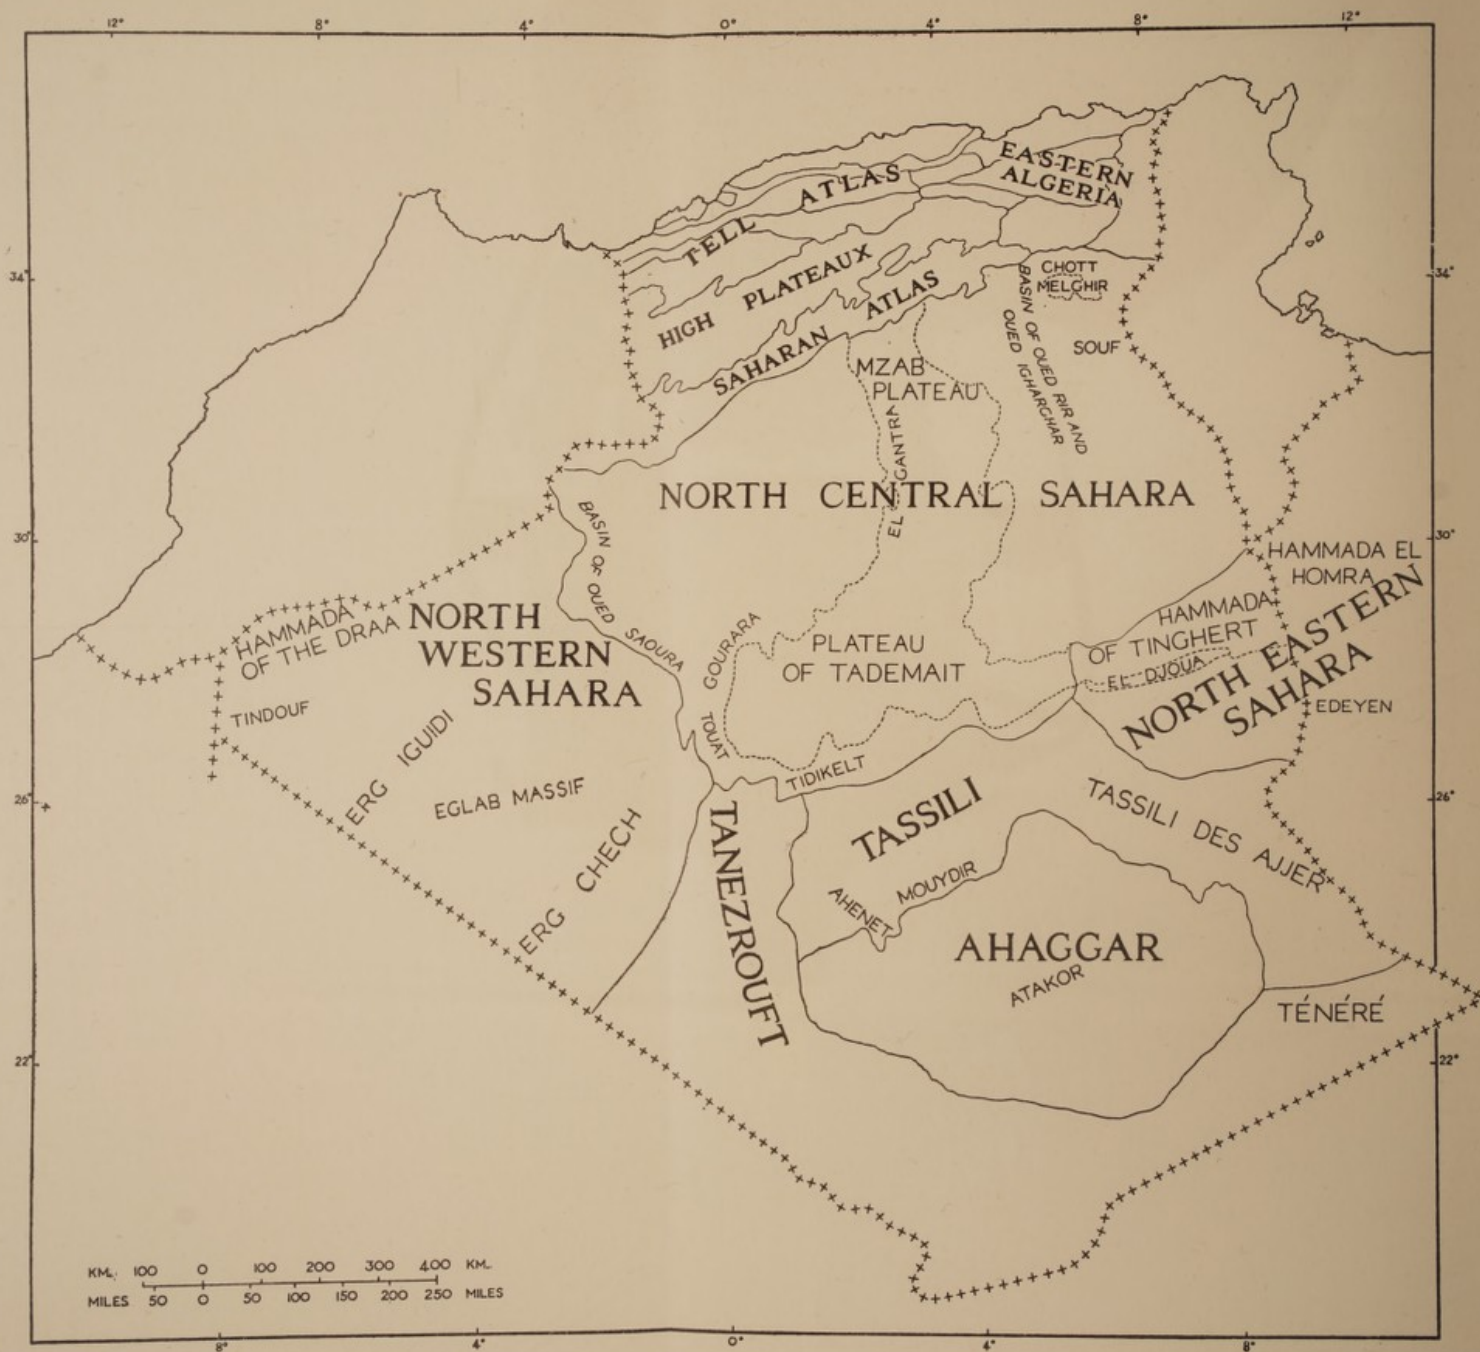 12° 8° 4° 0° 4° 8° 12°
EASTERN
ALGERIA
TELL ATLAS
34°
34°
HIGH PLATEAUX
SAHARAN ATLAS
CHOTT
MELGHIR
BASIN OF OUED RIR AND
OUED IGHARGHAR
SOUF
MZAB
PLATEAU
EL GANTRA
NORTH CENTRAL SAHARA
30°
30°
BASIN OF OUED SAOURA
HAMMADA EL
HOMRA
HAMMADA
OF THE DRAA
NORTH
WESTERN
SAHARA
GOURARA
PLATEAU
OF TADEMAIT
HAMMADA
OF TINGHERT
EL DJOUA
NORTH EASTERN
SAHARA
EDEYEN
TINDOUF
ERG IGUIDI
TOUAT
TIDIKELT
26°
26°
EGLAB MASSIF
ERG CHECH
TANEZROUFT
TASSILI
TASSILI DES AJJER
AHENET
MOUYDIR
AHAGGAR
ATAKOR
TÉNÉRÉ
22°
22°
KM. 100 0 100 200 300 400 KM.
MILES 50 0 50 100 150 200 250 MILES
8° 4° 0° 4° 8°